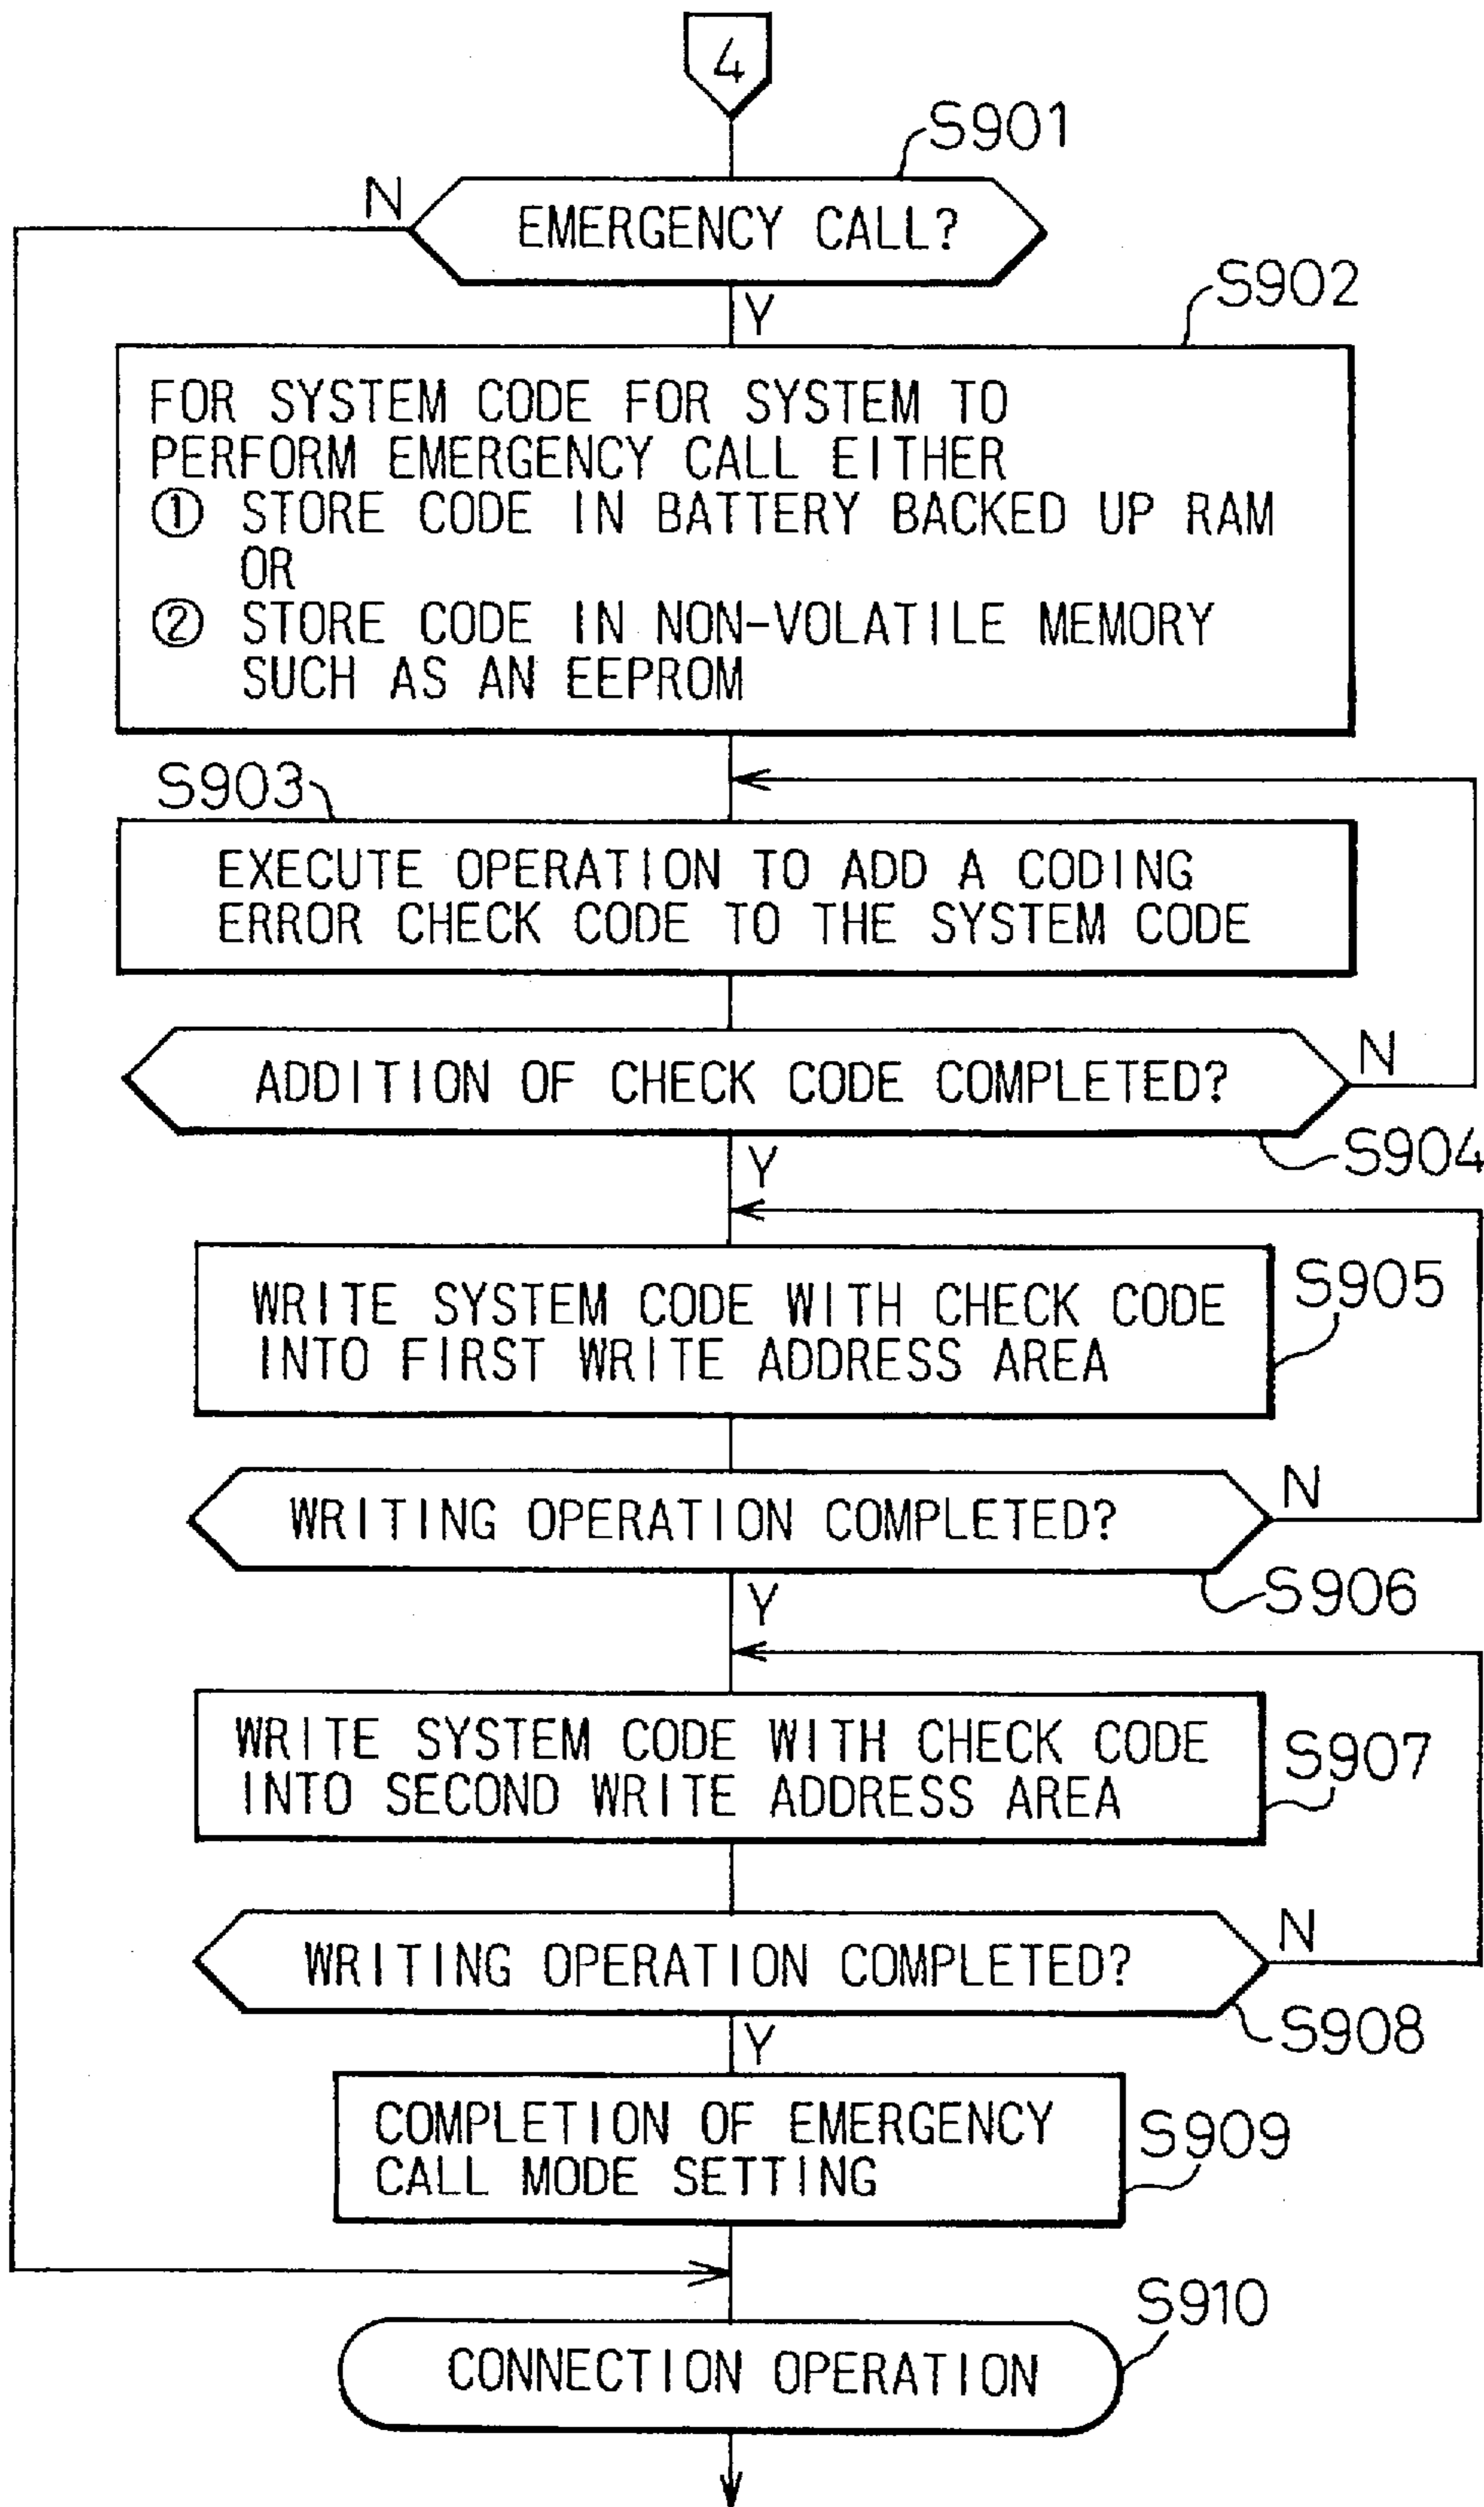 4
S901
N
EMERGENCY CALL?
S902
Y
FOR SYSTEM CODE FOR SYSTEM TO
PERFORM EMERGENCY CALL EITHER
① STORE CODE IN BATTERY BACKED UP RAM
OR
② STORE CODE IN NON-VOLATILE MEMORY
SUCH AS AN EEPROM
S903
EXECUTE OPERATION TO ADD A CODING
ERROR CHECK CODE TO THE SYSTEM CODE
N
ADDITION OF CHECK CODE COMPLETED?
S904
Y
WRITE SYSTEM CODE WITH CHECK CODE
INTO FIRST WRITE ADDRESS AREA
S905
N
WRITING OPERATION COMPLETED?
S906
Y
WRITE SYSTEM CODE WITH CHECK CODE
INTO SECOND WRITE ADDRESS AREA
S907
N
WRITING OPERATION COMPLETED?
S908
Y
COMPLETION OF EMERGENCY
CALL MODE SETTING
S909
S910
CONNECTION OPERATION